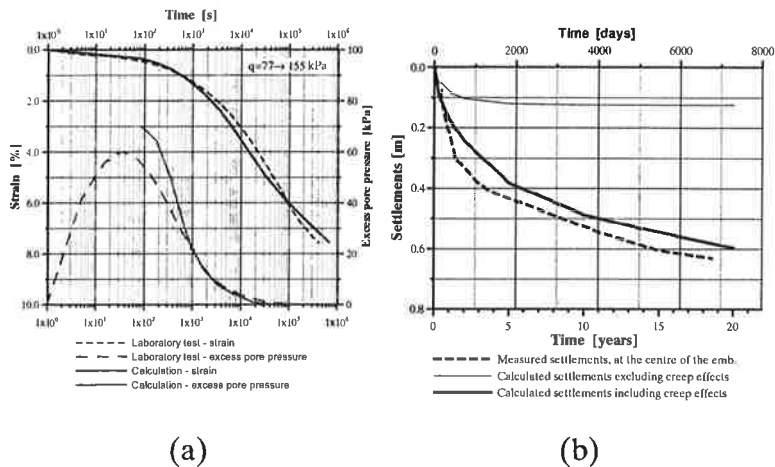 Time [s]
1x10⁰ 1x10¹ 1x10² 1x10³ 1x10⁴ 1x10⁵ 1x10⁶
q=77→155 kPa
0.0 2.0 4.0 6.0 8.0 10.0
Strain [%]
100 80 60 40 20 0
Excess pore pressure [kPa]
1x10⁰ 1x10¹ 1x10² 1x10³ 1x10⁴ 1x10⁵ 1x10⁶
Laboratory test - strain
Laboratory test - excess pore pressure
Calculation - strain
Calculation - excess pore pressure
(a)
Time [days]
0 2000 4000 6000 8000
0.0 0.2 0.4 0.6 0.8
Settlements [m]
0 5 10 15 20
Time [years]
Measured settlements, at the centre of the emb.
Calculated settlements excluding creep effects
Calculated settlements including creep effects
(b)